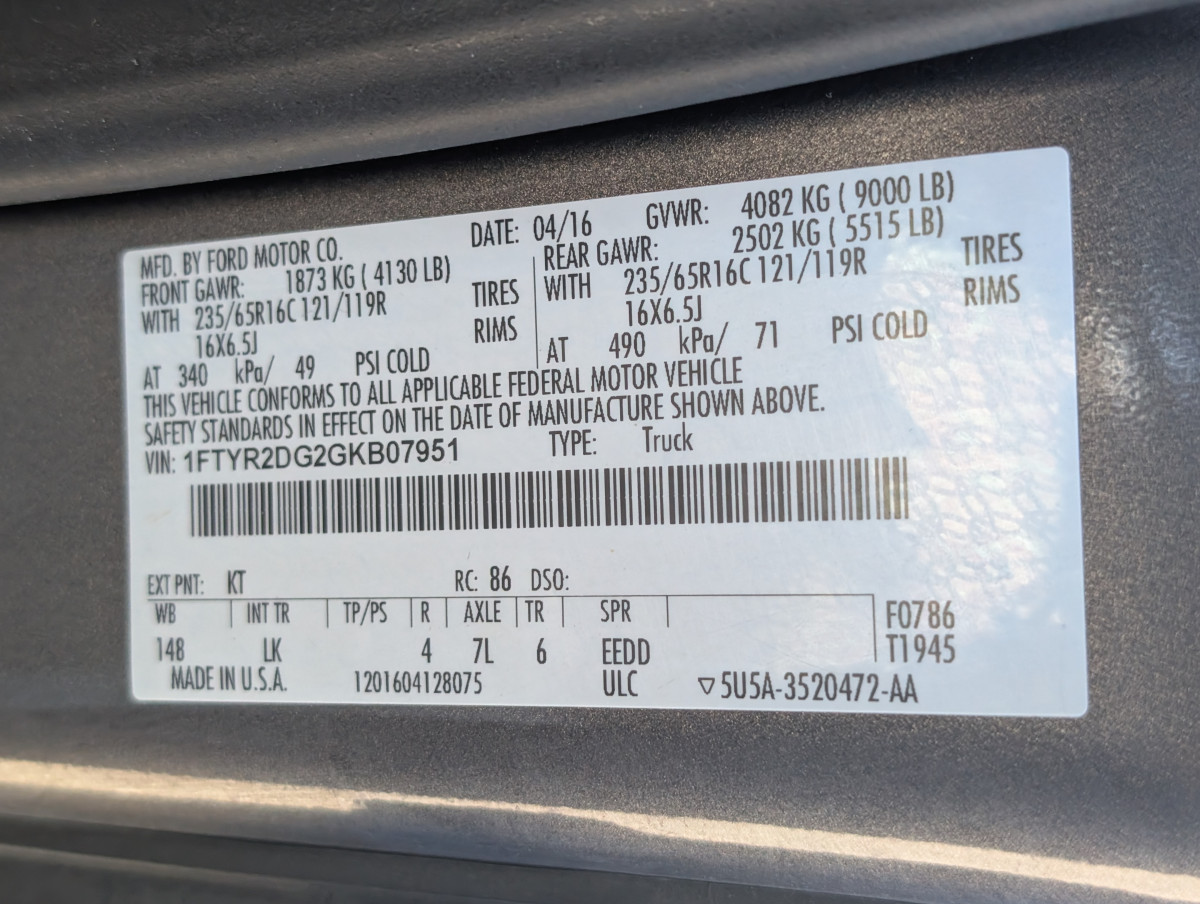 MFD. BY FORD MOTOR CO. DATE: 04/16 GVWR: 4082 KG ( 9000 LB)
FRONT GAWR: 1873 KG ( 4130 LB) REAR GAWR: 2502 KG ( 5515 LB)
WITH 235/65R16C 121/119R TIRES WITH 235/65R16C 121/119R TIRES
16X6.5J RIMS 16X6.5J RIMS
AT 340 kPa/ 49 PSI COLD AT 490 kPa/ 71 PSI COLD
THIS VEHICLE CONFORMS TO ALL APPLICABLE FEDERAL MOTOR VEHICLE
SAFETY STANDARDS IN EFFECT ON THE DATE OF MANUFACTURE SHOWN ABOVE.
VIN: 1FTYR2DG2GKB07951 TYPE: Truck
EXT PNT: KT RC: 86 DSO:
WB INT TR TP/PS R AXLE TR SPR F0786
148 LK 4 7L 6 EEDD T1945
MADE IN U.S.A. 1201604128075 ULC ▽5U5A-3520472-AA